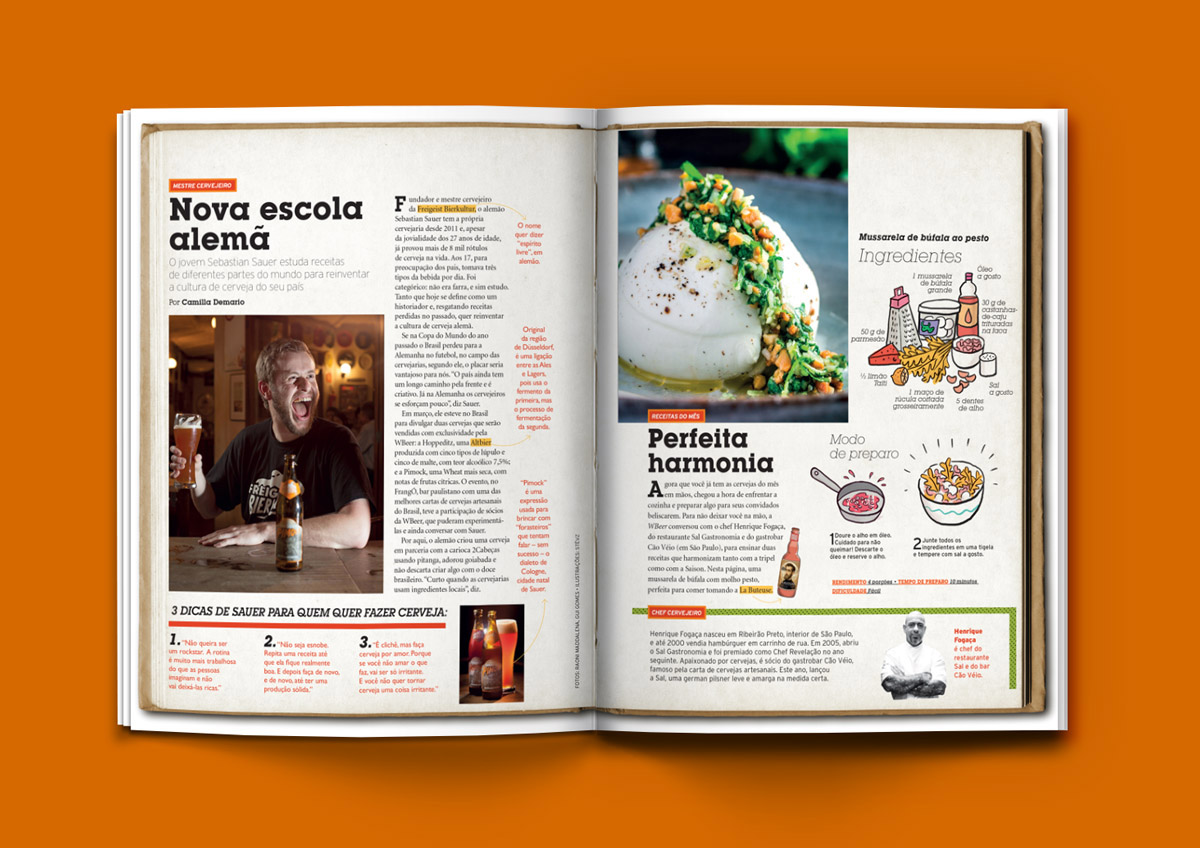 MESTRE CERVEJEIRO
Nova escola
alemã
O jovem Sebastian Sauer estuda receitas
de diferentes partes do mundo para reinventar
a cultura de cerveja do seu país
Por Camilla Demario
Fundador e mestre cervejeiro
da Freigeist Bierkultur, o alemão
Sebastian Sauer tem a própria
cervejaria desde 2011 e, apesar
da jovialidade dos 27 anos de idade,
já provou mais de 8 mil rótulos
de cerveja na vida. Aos 17, para
preocupação dos pais, tomava três
tipos da bebida por dia. Foi
categórico: não era farra, e sim estudo.
Tanto que hoje se define como um
historiador e, resgatando receitas
perdidas no passado, quer reinventar
a cultura de cerveja alemã.
Se na Copa do Mundo do ano
passado o Brasil perdeu para a
Alemanha no futebol, no campo das
cervejarias, segundo ele, o placar seria
vantajoso para nós. “O país ainda tem
um longo caminho pela frente e é
criativo. Já na Alemanha os cervejeiros
se esforçam pouco”, diz Sauer.
Em março, ele esteve no Brasil
para divulgar duas cervejas que serão
vendidas com exclusividade pela
WBeer: a Hoppeditz, uma Altbier
produzida com cinco tipos de lúpulo e
cinco de malte, com teor alcoólico 7,5%;
e a Pimock, uma Wheat mais seca, com
notas de frutas cítricas. O evento, no
FrangÓ, bar paulistano com uma das
melhores cartas de cervejas artesanais
do Brasil, teve a participação de sócios
da WBeer, que puderam experimentá-
las e ainda conversar com Sauer.
Por aqui, o alemão criou uma cerveja
em parceria com a carioca 2Cabeças
usando pitanga, adorou goiabada e
não descarta criar algo com o doce
brasileiro. “Curto quando as cervejarias
usam ingredientes locais”, diz.
O nome
quer dizer
“espírito
livre”, em
alemão.
Original
da região
de Düsseldorf,
é uma ligação
entre as Ales
e Lagers,
pois usa o
fermento da
primeira, mas
o processo de
fermentação
da segunda.
“Pimock”
é uma
expressão
usada para
brincar com
“forasteiros”
que tentam
falar – sem
sucesso – o
dialeto de
Cologne,
cidade natal
de Sauer.
FOTOS: RAONI MADDALENA, GUI GOMES • ILUSTRAÇÕES: STÊVZ
3 DICAS DE SAUER PARA QUEM QUER FAZER CERVEJA:
1. “Não queira ser
um rockstar. A rotina
é muito mais trabalhosa
do que as pessoas
imaginam e não
vai deixá-las ricas.”
2. “Não seja esnobe.
Repita uma receita até
que ela fique realmente
boa. E depois faça de novo,
e de novo, até ter uma
produção sólida.”
3. “É clichê, mas faça
cerveja por amor. Porque
se você não amar o que
faz, vai ser só irritante.
E você não quer tornar
cerveja uma coisa irritante.”
RECEITAS DO MÊS
Perfeita
harmonia
Agora que você já tem as cervejas do mês
em mãos, chegou a hora de enfrentar a
cozinha e preparar algo para seus convidados
beliscarem. Para não deixar você na mão, a
WBeer conversou com o chef Henrique Fogaça,
do restaurante Sal Gastronomia e do gastrobar
Cão Véio (em São Paulo), para ensinar duas
receitas que harmonizam tanto com a tripel
como com a Saison. Nesta página, uma
mussarela de búfala com molho pesto,
perfeita para comer tomando a La Buteuse.
Mussarela de búfala ao pesto
Ingredientes
1 mussarela
de búfala
grande
Óleo
a gosto
30 g de
castanhas-
de-caju
trituradas
na faca
50 g de
parmesão
½ limão
Taiti
1 maço de
rúcula cortada
grosseiramente
5 dentes
de alho
Sal
a gosto
Modo
de preparo
1 Doure o alho em óleo.
Cuidado para não
queimar! Descarte o
óleo e reserve o alho.
2 Junte todos os
ingredientes em uma tigela
e tempere com sal a gosto.
RENDIMENTO 4 porções • TEMPO DE PREPARO 10 minutos
DIFICULDADE Fácil
CHEF CERVEJEIRO
Henrique Fogaça nasceu em Ribeirão Preto, interior de São Paulo,
e até 2000 vendia hambúrguer em carrinho de rua. Em 2005, abriu
o Sal Gastronomia e foi premiado como Chef Revelação no ano
seguinte. Apaixonado por cervejas, é sócio do gastrobar Cão Véio,
famoso pela carta de cervejas artesanais. Este ano, lançou
a Sal, uma german pilsner leve e amarga na medida certa.
Henrique
Fogaça
é chef do
restaurante
Sal e do bar
Cão Véio.